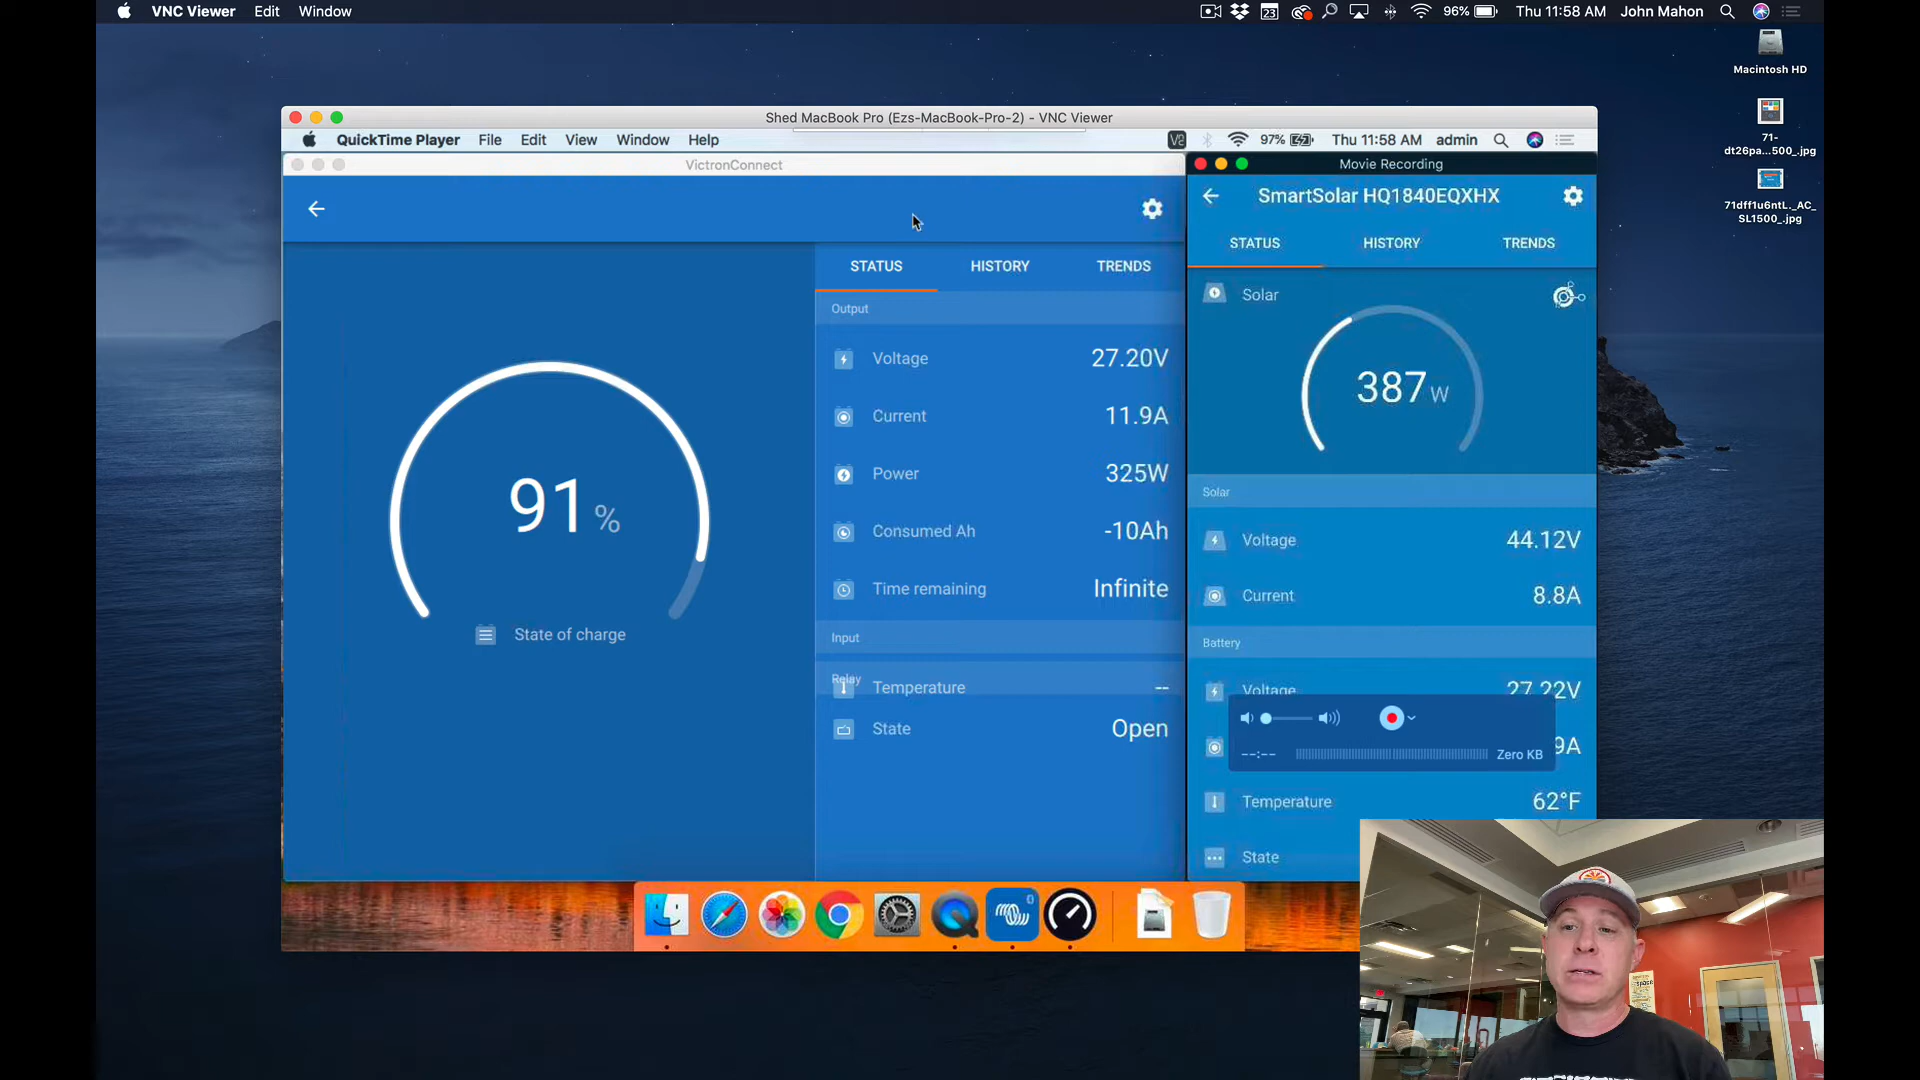 VNC Viewer Edit Window 23 96% Thu 11:58 AM John Mahon
Macintosh HD
71-
dt26pa...500_.jpg
71dff1u6ntL._AC_
SL1500_.jpg
Shed MacBook Pro (Ezs-MacBook-Pro-2) - VNC Viewer
QuickTime Player File Edit View Window Help 97% Thu 11:58 AM admin
VictronConnect
STATUS HISTORY TRENDS
Output
Voltage 27.20V
Current 11.9A
Power 325W
Consumed Ah -10Ah
Time remaining Infinite
Input
Relay
Temperature --
State Open
91 %
State of charge
Movie Recording
SmartSolar HQ1840EQXHX
STATUS HISTORY TRENDS
Solar
387 W
Solar
Voltage 44.12V
Current 8.8A
Battery
Voltage 27.22V
9A
--:-- Zero KB
Temperature 62°F
State